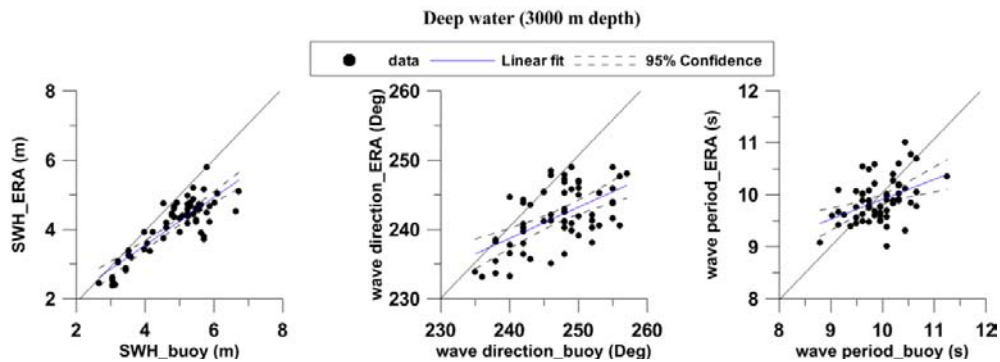 Deep water (3000 m depth)
data Linear fit 95% Confidence
SWH_ERA (m)
8
6
4
2
2 4 6 8
SWH_buoy (m)
wave direction_ERA (Deg)
260
250
240
230
230 240 250 260
wave direction_buoy (Deg)
wave period_ERA (s)
12
11
10
9
8
8 9 10 11 12
wave period_buoy (s)